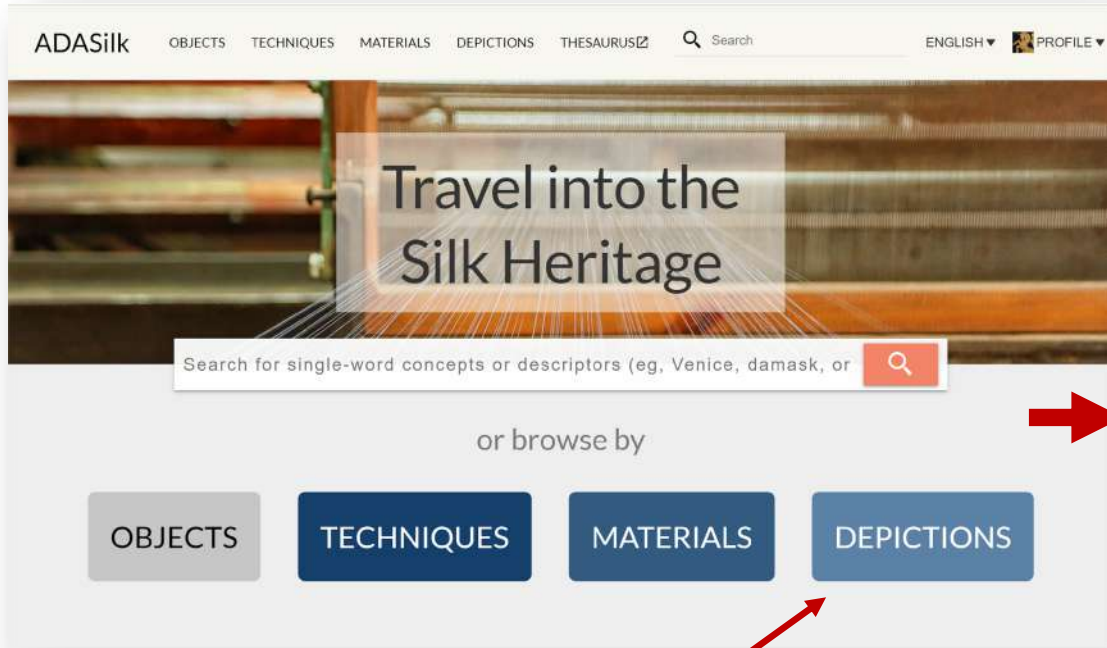 ADASilk OBJECTS TECHNIQUES MATERIALS DEPICTIONS THESAURUS Search ENGLISH ▼ PROFILE ▼
Travel into the
Silk Heritage
Search for single-word concepts or descriptors (eg, Venice, damask, or
or browse by
OBJECTS TECHNIQUES MATERIALS DEPICTIONS